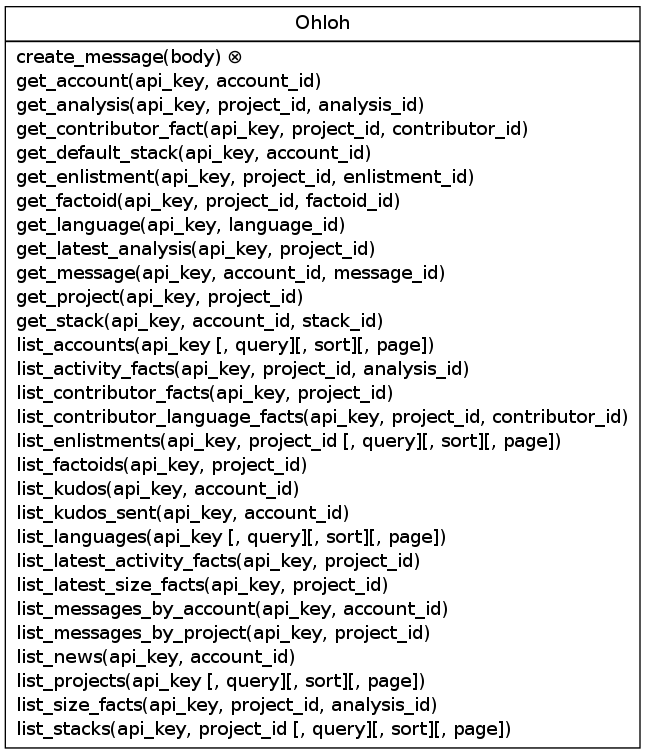 Ohloh
create_message(body) ⊗
get_account(api_key, account_id)
get_analysis(api_key, project_id, analysis_id)
get_contributor_fact(api_key, project_id, contributor_id)
get_default_stack(api_key, account_id)
get_enlistment(api_key, project_id, enlistment_id)
get_factoid(api_key, project_id, factoid_id)
get_language(api_key, language_id)
get_latest_analysis(api_key, project_id)
get_message(api_key, account_id, message_id)
get_project(api_key, project_id)
get_stack(api_key, account_id, stack_id)
list_accounts(api_key [, query][, sort][, page])
list_activity_facts(api_key, project_id, analysis_id)
list_contributor_facts(api_key, project_id)
list_contributor_language_facts(api_key, project_id, contributor_id)
list_enlistments(api_key, project_id [, query][, sort][, page])
list_factoids(api_key, project_id)
list_kudos(api_key, account_id)
list_kudos_sent(api_key, account_id)
list_languages(api_key [, query][, sort][, page])
list_latest_activity_facts(api_key, project_id)
list_latest_size_facts(api_key, project_id)
list_messages_by_account(api_key, account_id)
list_messages_by_project(api_key, project_id)
list_news(api_key, account_id)
list_projects(api_key [, query][, sort][, page])
list_size_facts(api_key, project_id, analysis_id)
list_stacks(api_key, project_id [, query][, sort][, page])